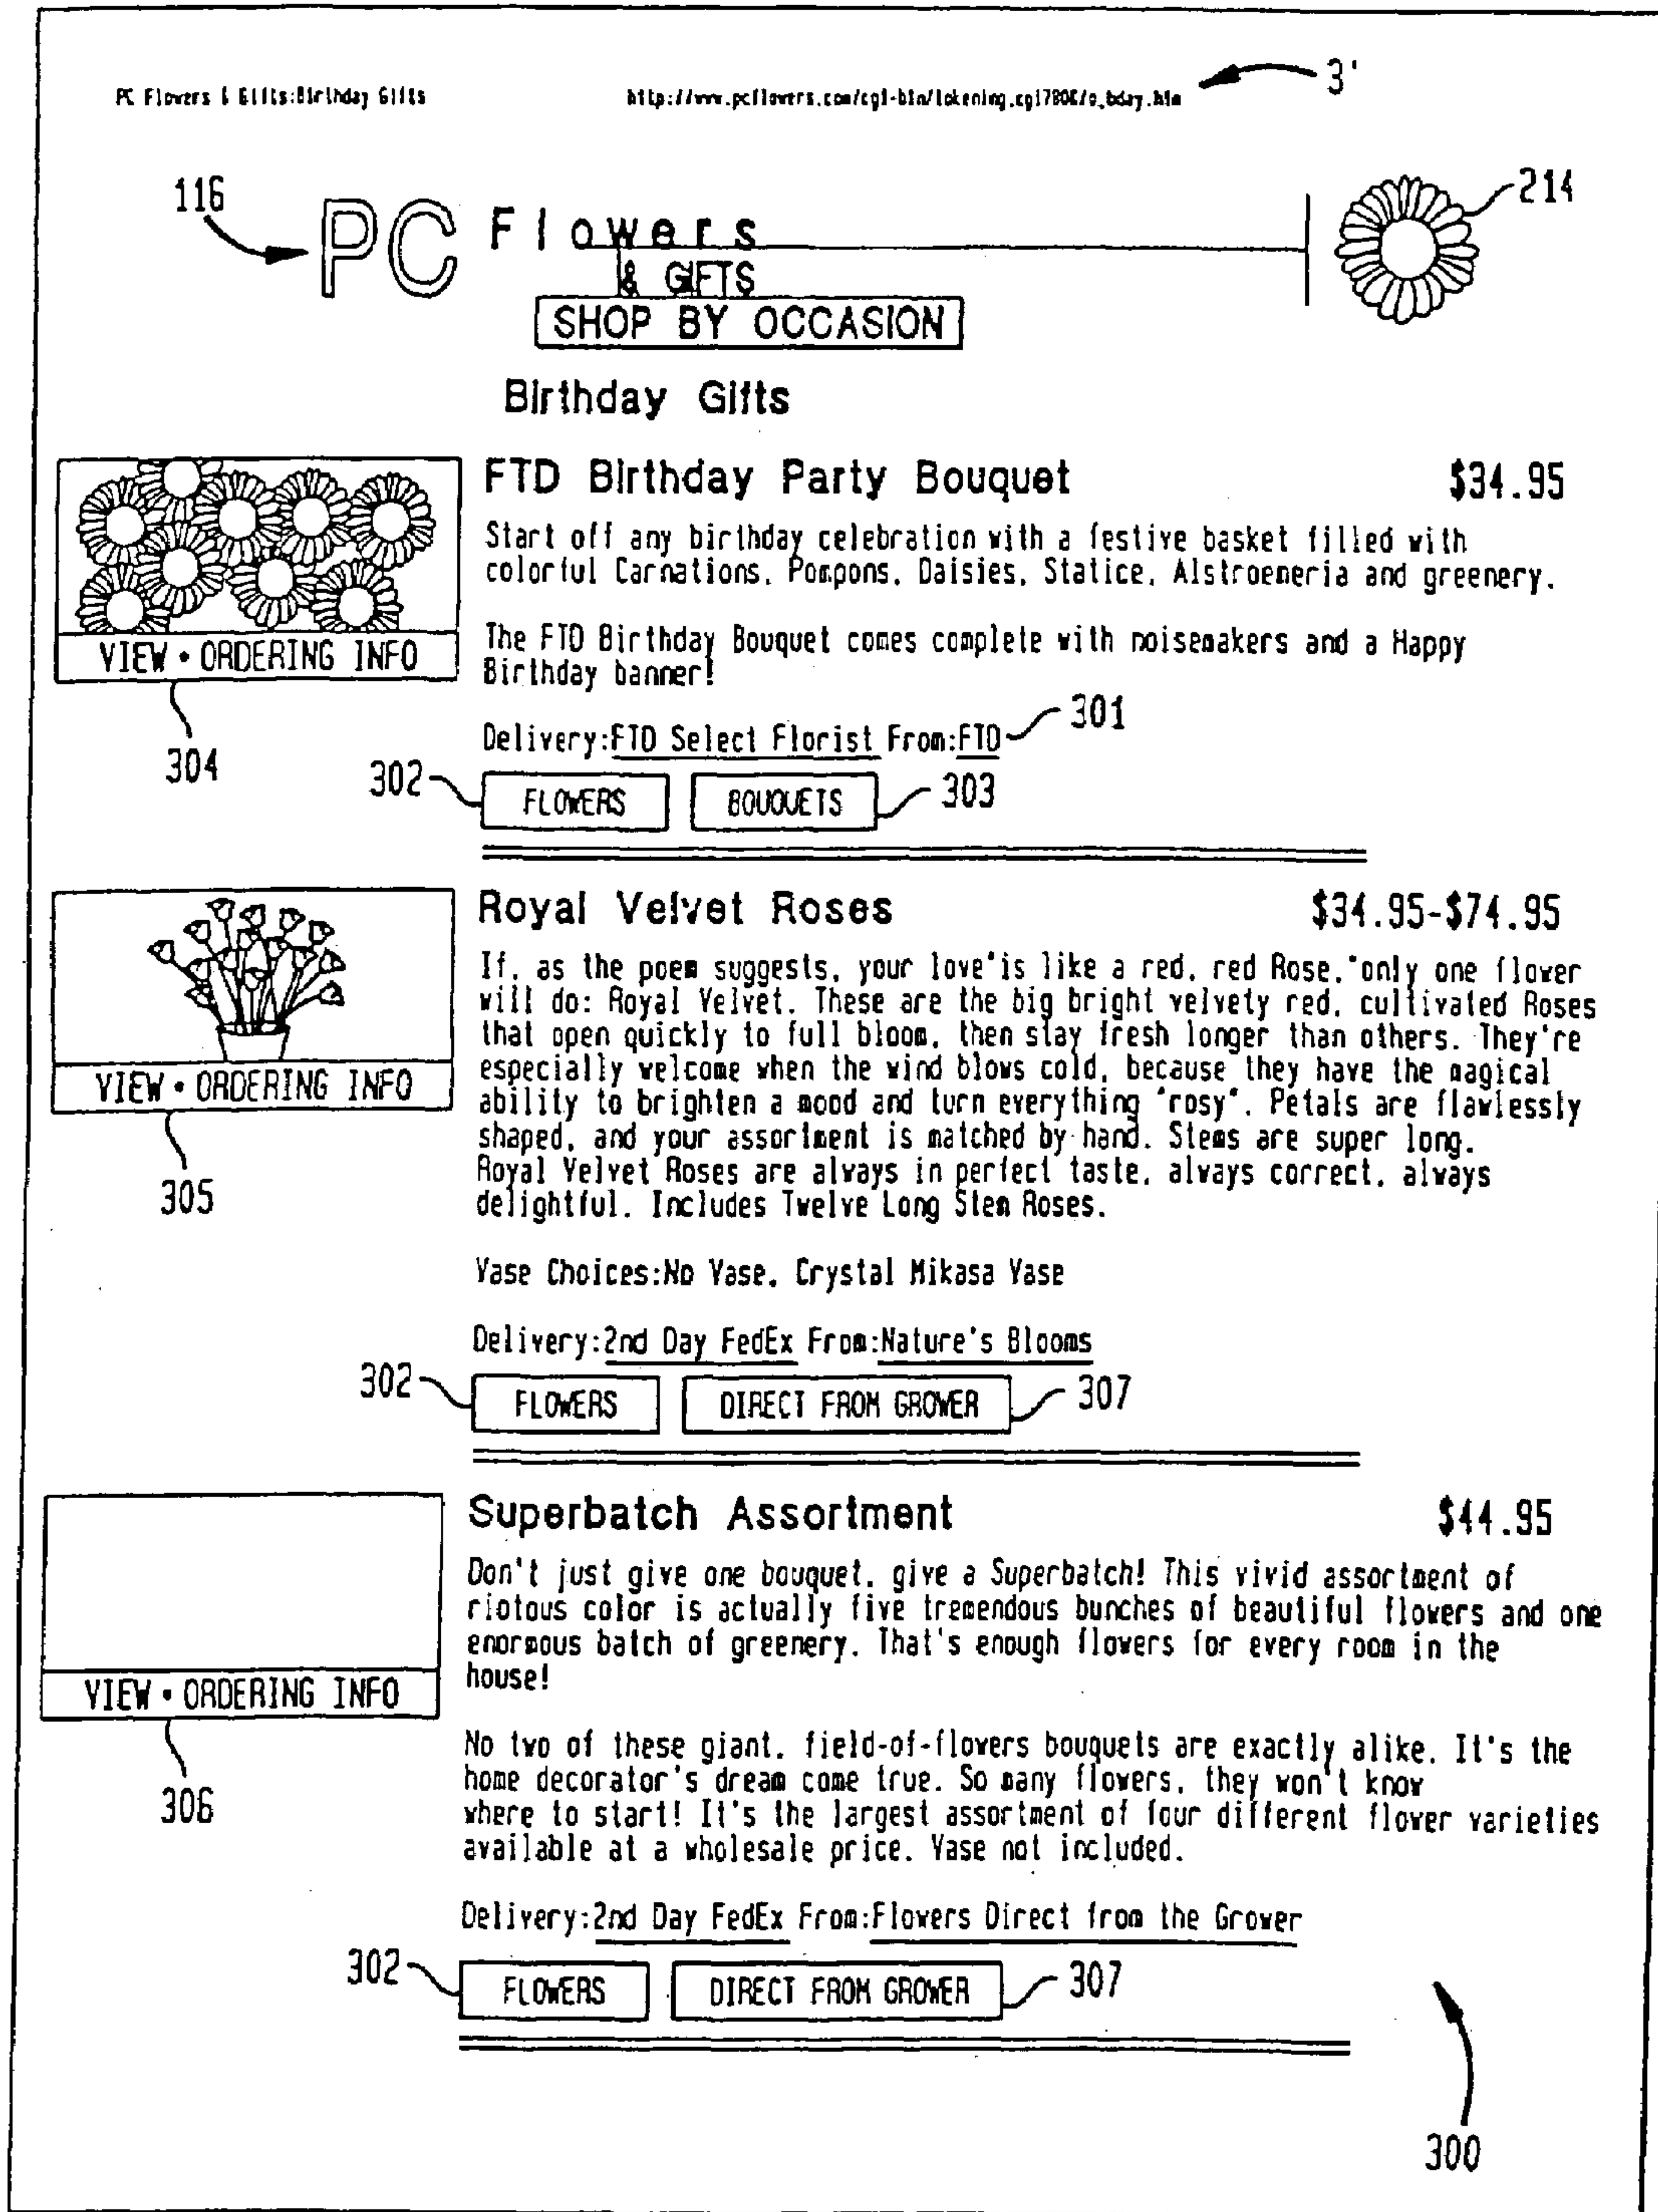 PC Flowers & Gifts:Birthday Gifts
3'
116
PC Flowers
& GIFTS
214
SHOP BY OCCASION
Birthday Gifts
FTD Birthday Party Bouquet $34.95
Start off any birthday celebration with a festive basket filled with
colorful Carnations, Pompons, Daisies, Statice, Alstroemeria and greenery.
The FTD Birthday Bouquet comes complete with noisemakers and a Happy
Birthday banner!
VIEW • ORDERING INFO
304
Delivery:FTD Select Florist From:FTD
301
302
FLOWERS
BOUQUETS
303
Royal Velvet Roses $34.95-$74.95
If, as the poem suggests, your love'is like a red, red Rose,"only one flower
will do: Royal Velvet. These are the big bright velvety red, cultivated Roses
that open quickly to full bloom, then stay fresh longer than others. They're
especially welcome when the wind blows cold, because they have the magical
ability to brighten a mood and turn everything "rosy". Petals are flawlessly
shaped, and your assortment is matched by hand. Stems are super long.
Royal Velvet Roses are always in perfect taste, always correct, always
delightful. Includes Twelve Long Stem Roses.
VIEW • ORDERING INFO
305
Vase Choices:No Vase, Crystal Mikasa Vase
Delivery:2nd Day FedEx From:Nature's Blooms
302
FLOWERS
DIRECT FROM GROWER
307
Superbatch Assortment $44.95
Don't just give one bouquet, give a Superbatch! This vivid assortment of
riotous color is actually five tremendous bunches of beautiful flowers and one
enormous batch of greenery. That's enough flowers for every room in the
house!
VIEW • ORDERING INFO
306
No two of these giant, field-of-flowers bouquets are exactly alike. It's the
home decorator's dream come true. So many flowers, they won't know
where to start! It's the largest assortment of four different flower varieties
available at a wholesale price. Vase not included.
Delivery:2nd Day FedEx From:Flowers Direct from the Grower
302
FLOWERS
DIRECT FROM GROWER
307
300